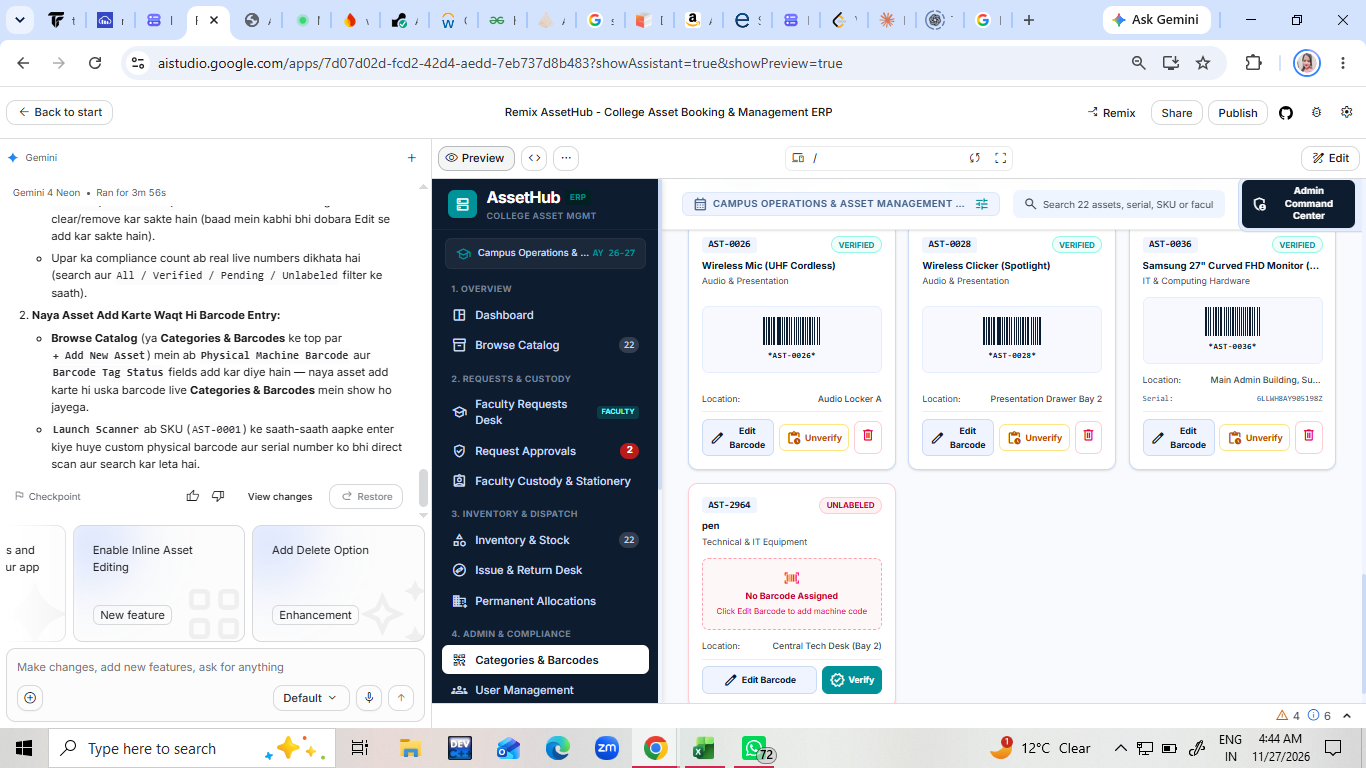 Ask Gemini
aistudio.google.com/apps/7d07d02d-fcd2-42d4-aedd-7eb737d8b483?showAssistant=true&showPreview=true
Back to start
Remix AssetHub - College Asset Booking & Management ERP
Remix
Share
Publish
Gemini
Gemini 4 Neon • Ran for 3m 56s
clear/remove kar sakte hain (baad mein kabhi bhi dobara Edit se
add kar sakte hain).
Upar ka compliance count ab real live numbers dikhata hai
(search aur All / Verified / Pending / Unlabeled filter ke
saath).
2. Naya Asset Add Karte Waqt Hi Barcode Entry:
Browse Catalog (ya Categories & Barcodes ke top par
+ Add New Asset) mein ab Physical Machine Barcode aur
Barcode Tag Status fields add kar diye hain — naya asset add
karte hi uska barcode live Categories & Barcodes mein show ho
jayega.
Launch Scanner ab SKU (AST-0001) ke saath-saath aapke enter
kiye huye custom physical barcode aur serial number ko bhi direct
scan aur search kar leta hai.
Checkpoint
View changes
Restore
s and
ur app
Enable Inline Asset
Editing
New feature
Add Delete Option
Enhancement
Make changes, add new features, ask for anything
Default
Preview
/
Edit
AssetHub ERP
COLLEGE ASSET MGMT
Campus Operations & ... AY 26-27
1. OVERVIEW
Dashboard
Browse Catalog 22
2. REQUESTS & CUSTODY
Faculty Requests
Desk
FACULTY
Request Approvals 2
Faculty Custody & Stationery
3. INVENTORY & DISPATCH
Inventory & Stock 22
Issue & Return Desk
Permanent Allocations
4. ADMIN & COMPLIANCE
Categories & Barcodes
User Management
CAMPUS OPERATIONS & ASSET MANAGEMENT ...
Search 22 assets, serial, SKU or facul
Admin
Command
Center
AST-0026 VERIFIED
Wireless Mic (UHF Cordless)
Audio & Presentation
*AST-0026*
Location: Audio Locker A
Edit
Barcode
Unverify
AST-0028 VERIFIED
Wireless Clicker (Spotlight)
Audio & Presentation
*AST-0028*
Location: Presentation Drawer Bay 2
Edit
Barcode
Unverify
AST-0036 VERIFIED
Samsung 27" Curved FHD Monitor (...
IT & Computing Hardware
*AST-0036*
Location: Main Admin Building, Su...
Serial: 6LLWH8AY905198Z
Edit
Barcode
Unverify
AST-2964 UNLABELED
pen
Technical & IT Equipment
No Barcode Assigned
Click Edit Barcode to add machine code
Location: Central Tech Desk (Bay 2)
Edit Barcode
Verify
4 6
Type here to search
DEV
zm
72
1
12°C Clear
ENG
IN
4:44 AM
11/27/2026